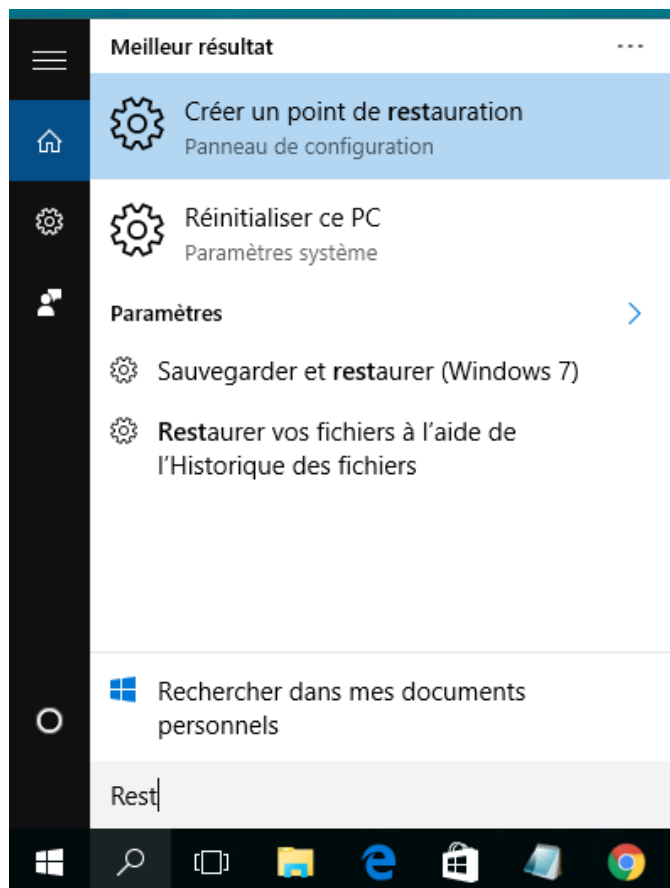 Meilleur résultat
Créer un point de restauration
Panneau de configuration
Réinitialiser ce PC
Paramètres système
Paramètres
Sauvegarder et restaurer (Windows 7)
Restaurer vos fichiers à l’aide de
l’Historique des fichiers
Rechercher dans mes documents
personnels
Rest